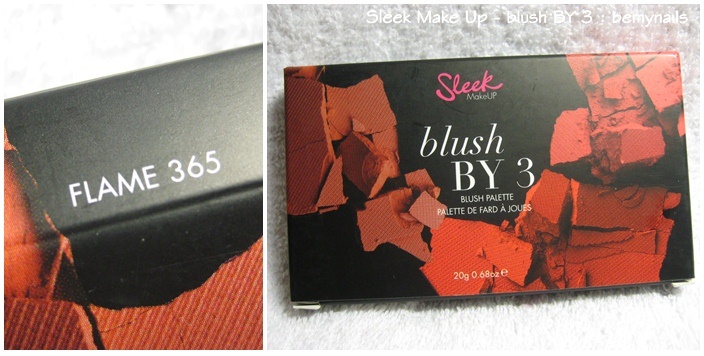 Sleek Make Up - blush BY 3 : bemynails
FLAME 365
Sleek
MakeUP
blush
BY 3
BLUSH PALETTE
PALETTE DE FARD À JOUES
20g 0.68oz e